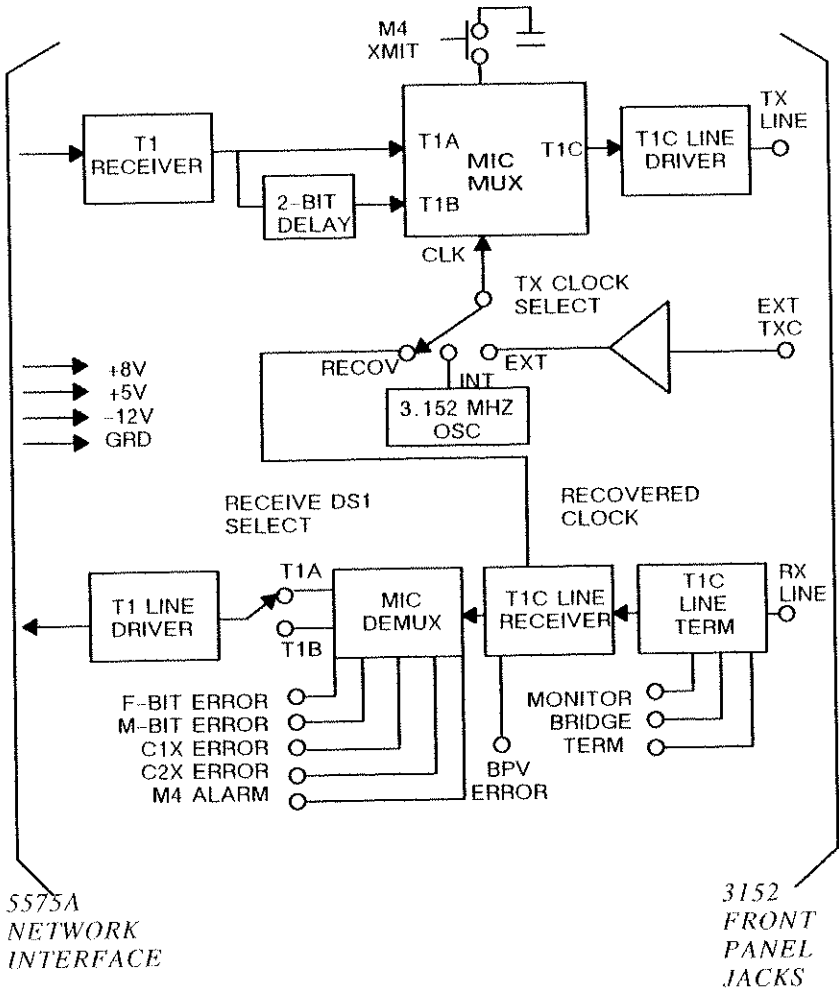 M4
XMIT
TX
LINE
T1
RECEIVER
T1A
T1C
MIC
MUX
T1B
T1C LINE
DRIVER
2-BIT
DELAY
CLK
TX CLOCK
SELECT
EXT
TXC
RECOV
INT
EXT
+8V
+5V
-12V
GRD
3.152 MHZ
OSC
RECEIVE DS1
SELECT
RECOVERED
CLOCK
T1 LINE
DRIVER
T1A
T1B
MIC
DEMUX
T1C LINE
RECEIVER
T1C
LINE
TERM
RX
LINE
F-BIT ERROR
M-BIT ERROR
C1X ERROR
C2X ERROR
M4 ALARM
BPV
ERROR
MONITOR
BRIDGE
TERM
5575A
NETWORK
INTERFACE
3152
FRONT
PANEL
JACKS